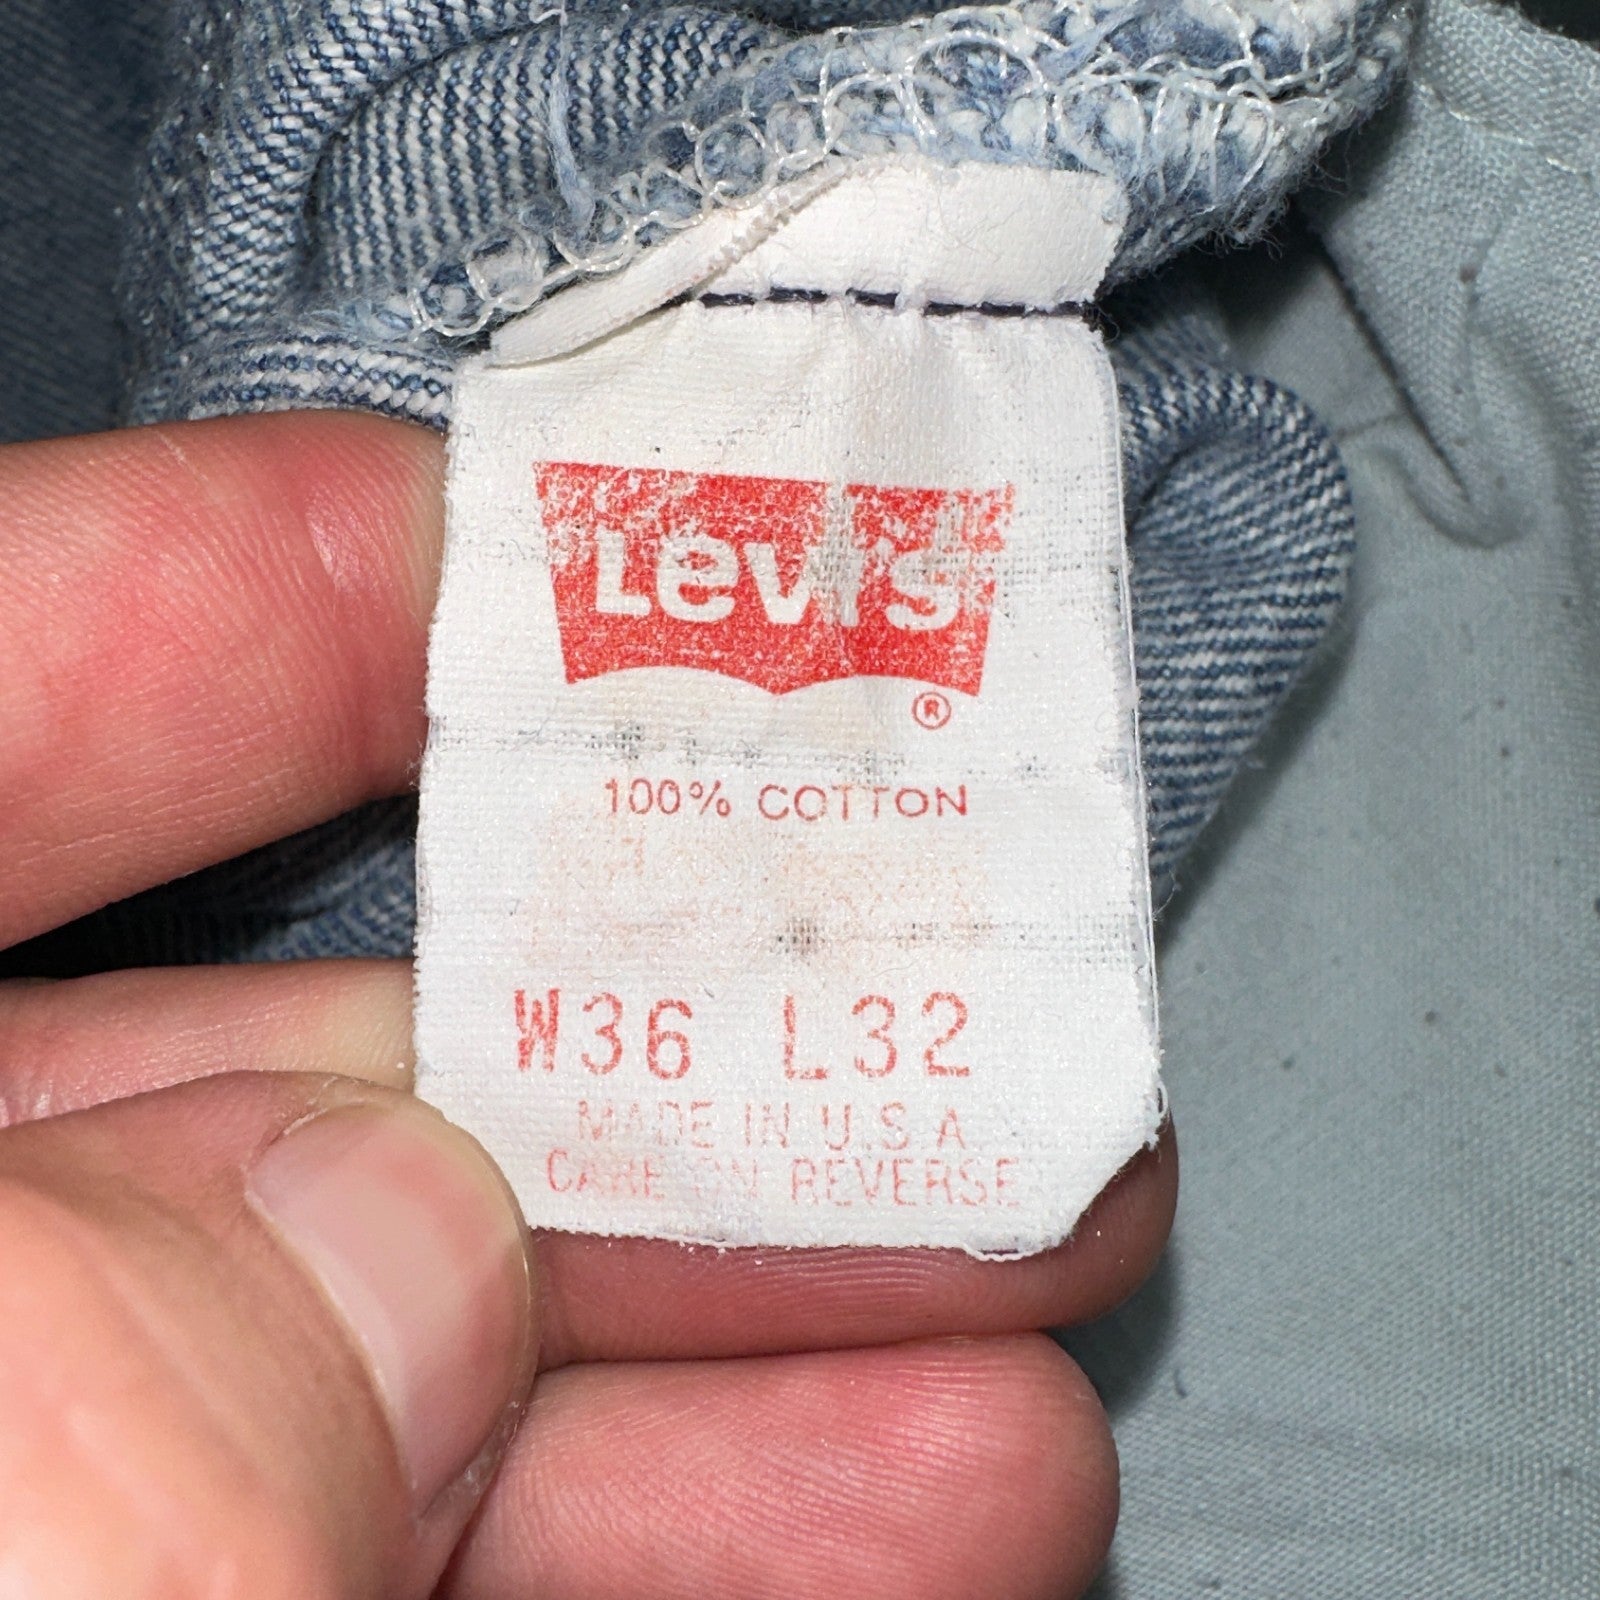 Levi's
®
100% COTTON
W36 L32
MADE IN U.S.A
CARE ON REVERSE